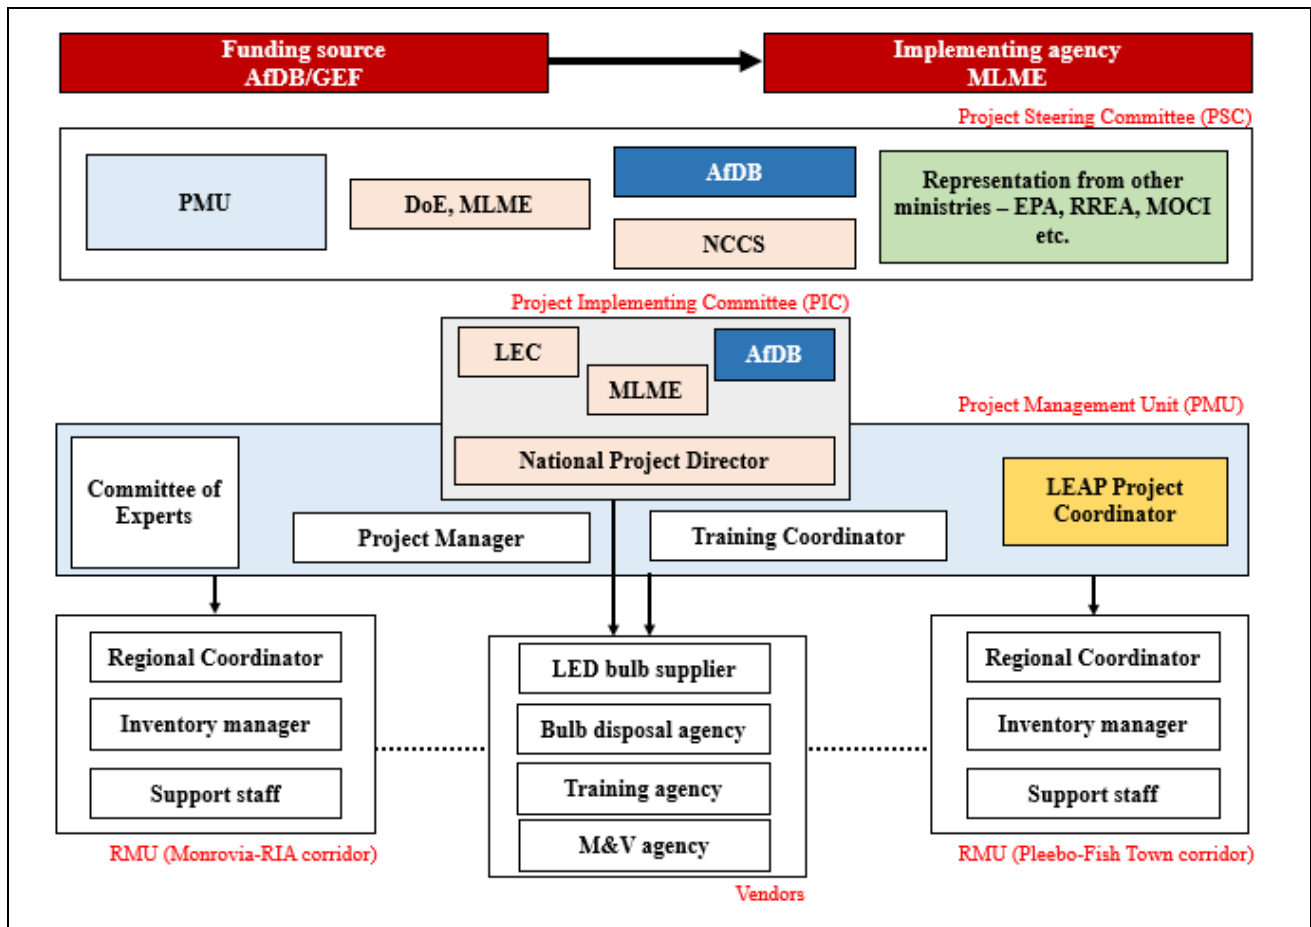 Funding source
AfDB/GEF
Implementing agency
MLME
Project Steering Committee (PSC)
PMU
DoE, MLME
AfDB
NCCS
Representation from other
ministries – EPA, RREA, MOCI
etc.
Project Implementing Committee (PIC)
LEC
MLME
AfDB
National Project Director
Project Management Unit (PMU)
Committee of
Experts
Project Manager
Training Coordinator
LEAP Project
Coordinator
Regional Coordinator
Inventory manager
Support staff
RMU (Monrovia-RIA corridor)
LED bulb supplier
Bulb disposal agency
Training agency
M&V agency
Vendors
Regional Coordinator
Inventory manager
Support staff
RMU (Pleebo-Fish Town corridor)